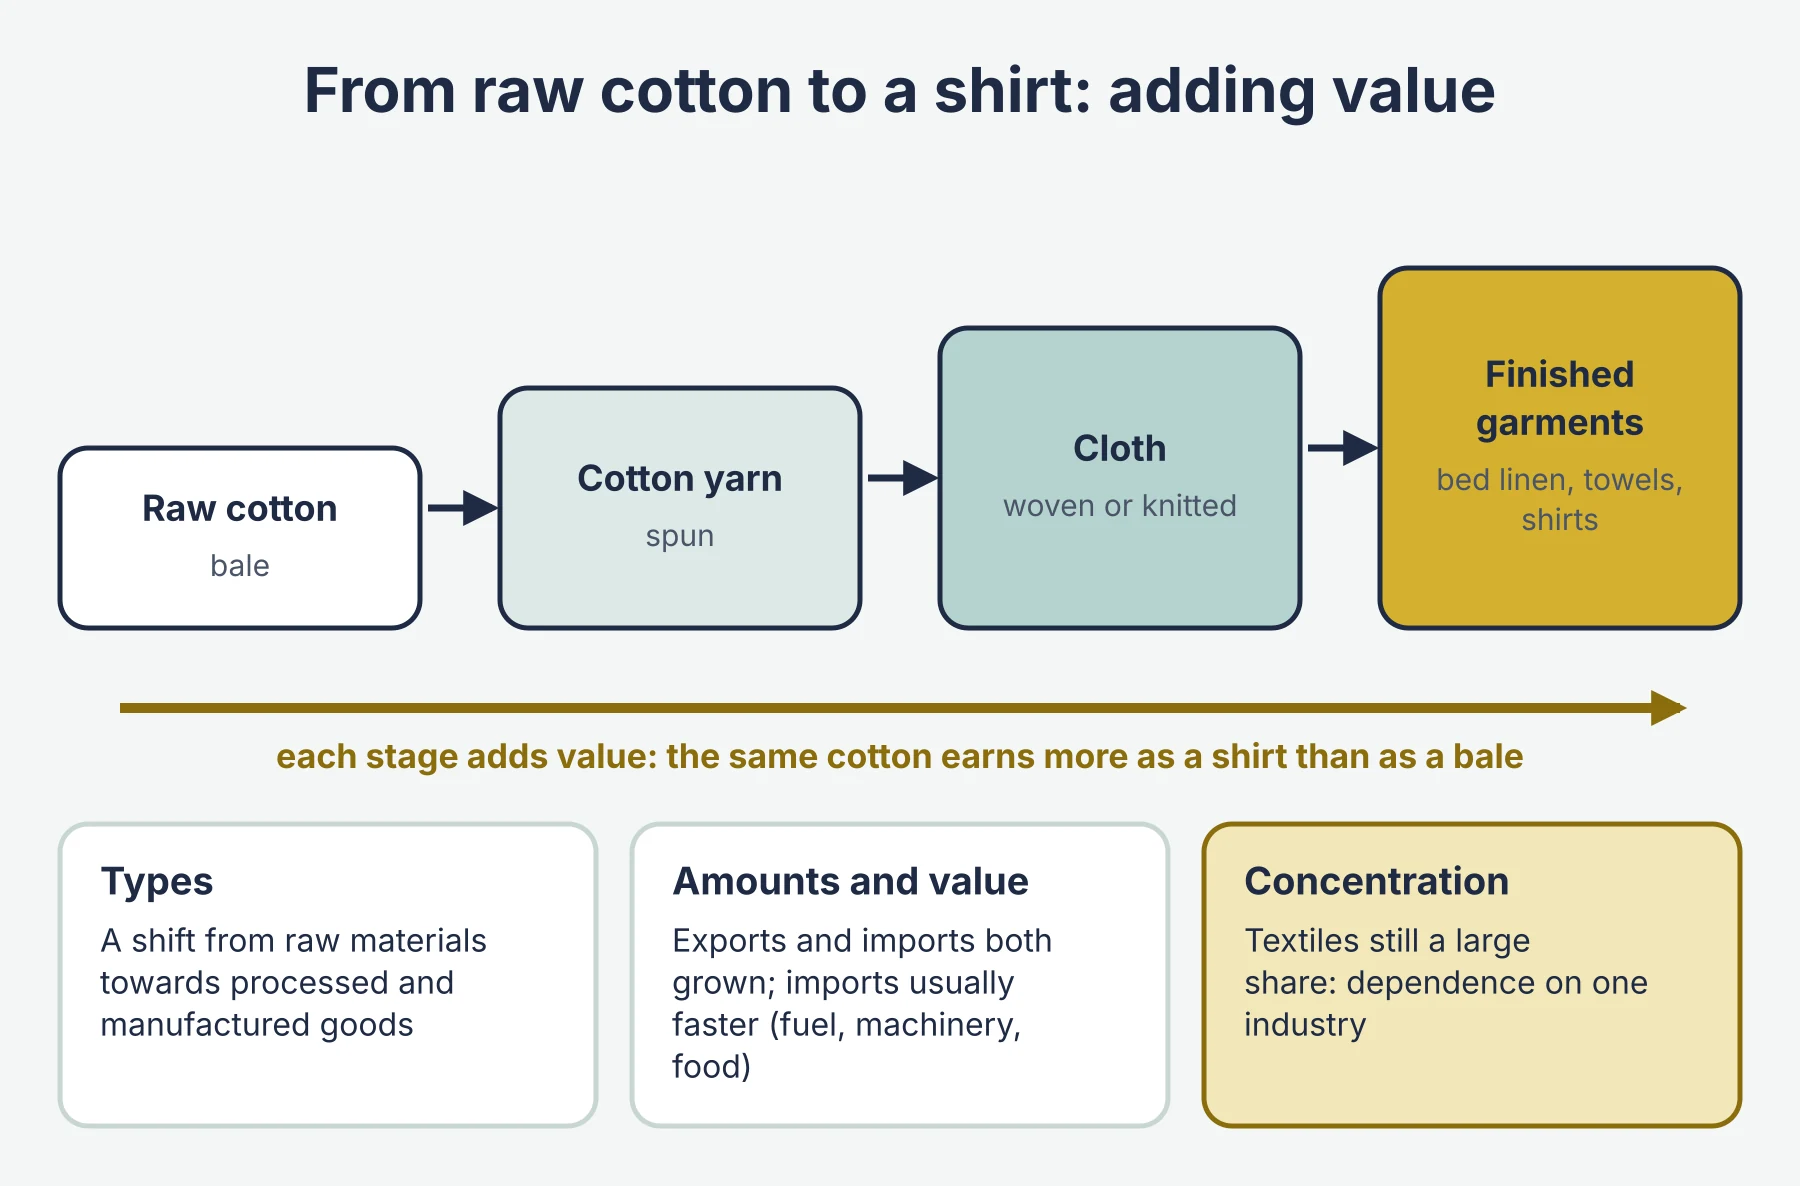 From raw cotton to a shirt: adding value
Raw cotton
bale
Cotton yarn
spun
Cloth
woven or knitted
Finished
garments
bed linen, towels,
shirts
each stage adds value: the same cotton earns more as a shirt than as a bale
Types
A shift from raw materials
towards processed and
manufactured goods
Amounts and value
Exports and imports both
grown; imports usually
faster (fuel, machinery,
food)
Concentration
Textiles still a large
share: dependence on one
industry